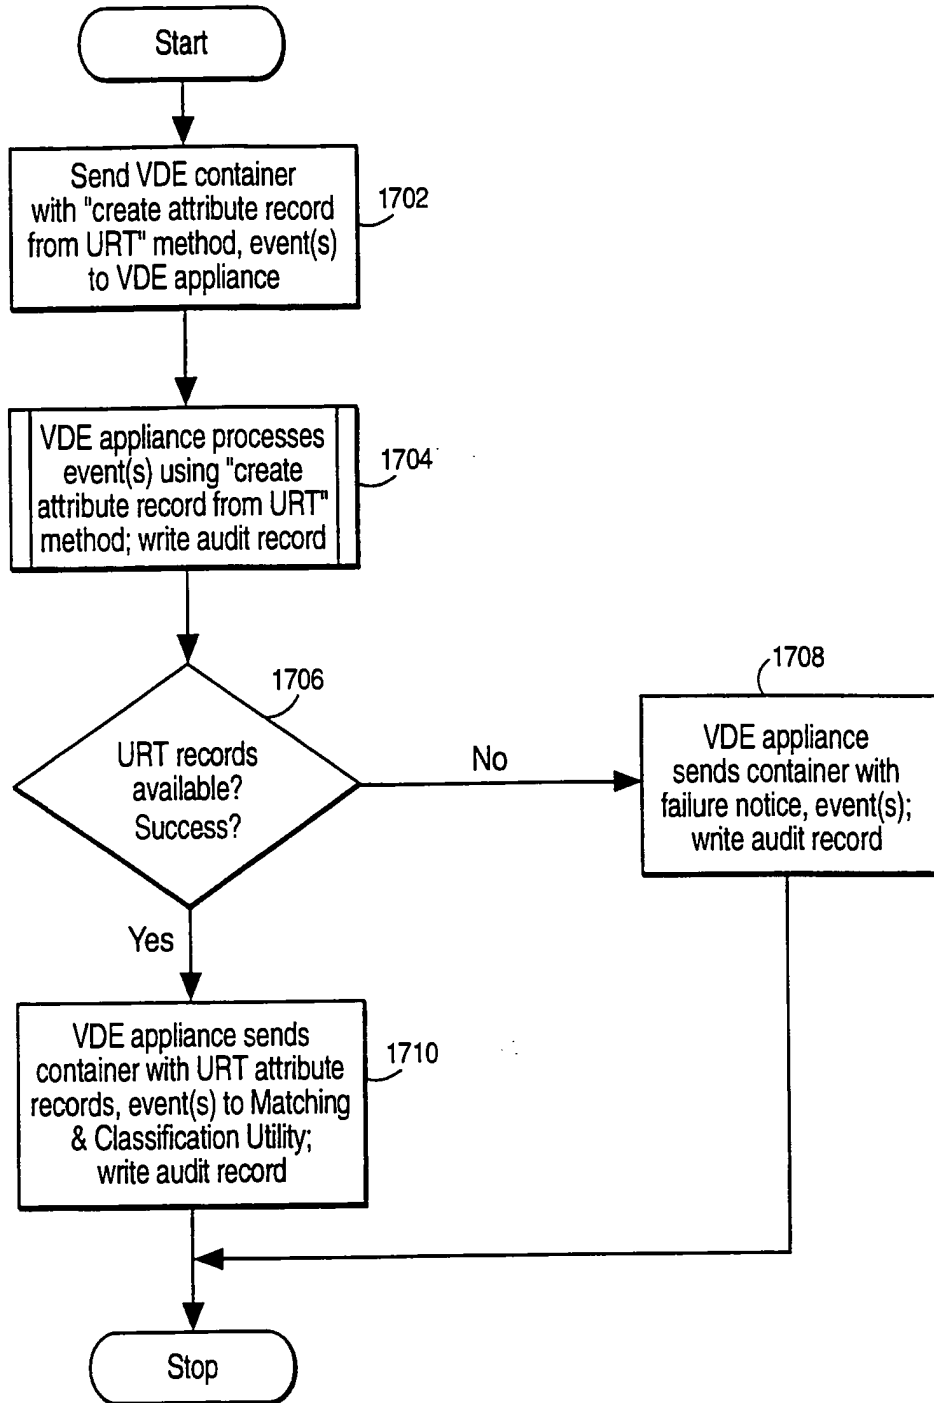 Start
Send VDE container
with "create attribute record
from URT" method, event(s)
to VDE appliance
1702
VDE appliance processes
event(s) using "create
attribute record from URT"
method; write audit record
1704
1706
URT records
available?
Success?
No
1708
VDE appliance
sends container with
failure notice, event(s);
write audit record
Yes
VDE appliance sends
container with URT attribute
records, event(s) to Matching
& Classification Utility;
write audit record
1710
Stop